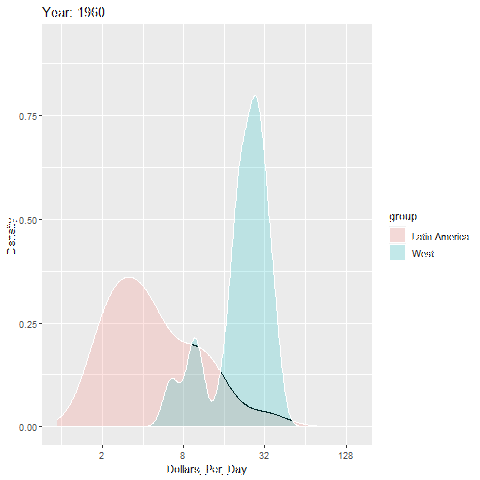 Year: 1960
0.75
0.50
0.25
0.00
Density
2 8 32 128
Dollars_Per_Day
group
Latin America
West